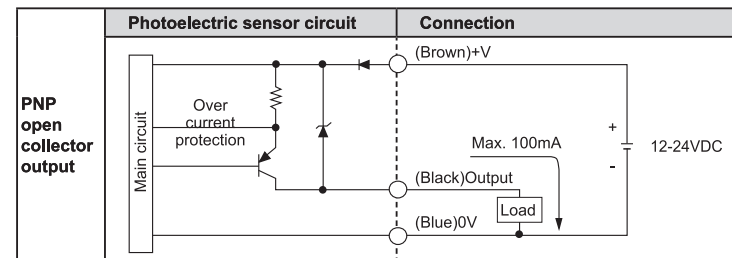 Photoelectric sensor circuit
Connection
PNP
open
collector
output
Main circuit
Over
current
protection
(Brown)+V
Max. 100mA
+
-
12-24VDC
(Black)Output
Load
(Blue)0V